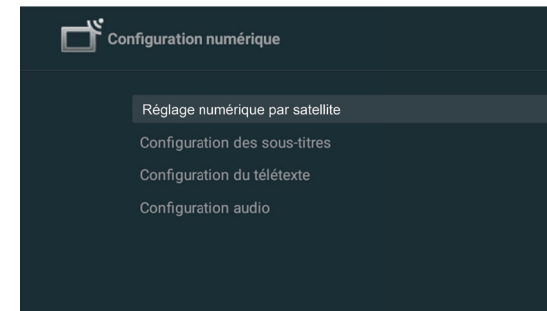 Configuration numérique
Réglage numérique par satellite
Configuration des sous-titres
Configuration du télétexte
Configuration audio